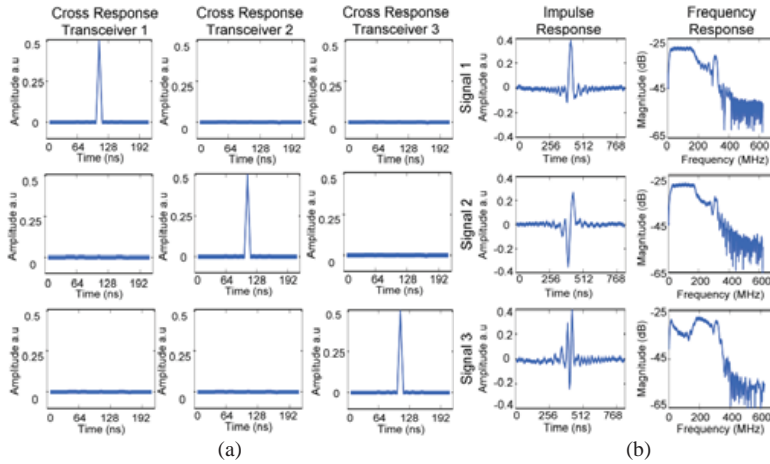 Cross Response
Transceiver 1
Cross Response
Transceiver 2
Cross Response
Transceiver 3
Impulse
Response
Frequency
Response
Amplitude a.u
0.5
0.25
0
0 64 128 192
Time (ns)
Amplitude a.u
0.5
0.25
0
0 64 128 192
Time (ns)
Amplitude a.u
0.5
0.25
0
0 64 128 192
Time (ns)
Signal 1
Amplitude a.u
0.4
0.2
0
-0.2
-0.4
0 256 512 768
Time (ns)
Magnitude (dB)
-25
-45
-65
0 200 400 600
Frequency (MHz)
Amplitude a.u
0.5
0.25
0
0 64 128 192
Time (ns)
Amplitude a.u
0.5
0.25
0
0 64 128 192
Time (ns)
Amplitude a.u
0.5
0.25
0
0 64 128 192
Time (ns)
Signal 2
Amplitude a.u
0.4
0.2
0
-0.2
-0.4
0 256 512 768
Time (ns)
Magnitude (dB)
-25
-45
-65
0 200 400 600
Frequency (MHz)
Amplitude a.u
0.5
0.25
0
0 64 128 192
Time (ns)
Amplitude a.u
0.5
0.25
0
0 64 128 192
Time (ns)
Amplitude a.u
0.5
0.25
0
0 64 128 192
Time (ns)
Signal 3
Amplitude a.u
0.4
0.2
0
-0.2
-0.4
0 256 512 768
Time (ns)
Magnitude (dB)
-25
-45
-65
0 200 400 600
Frequency (MHz)
(a)
(b)